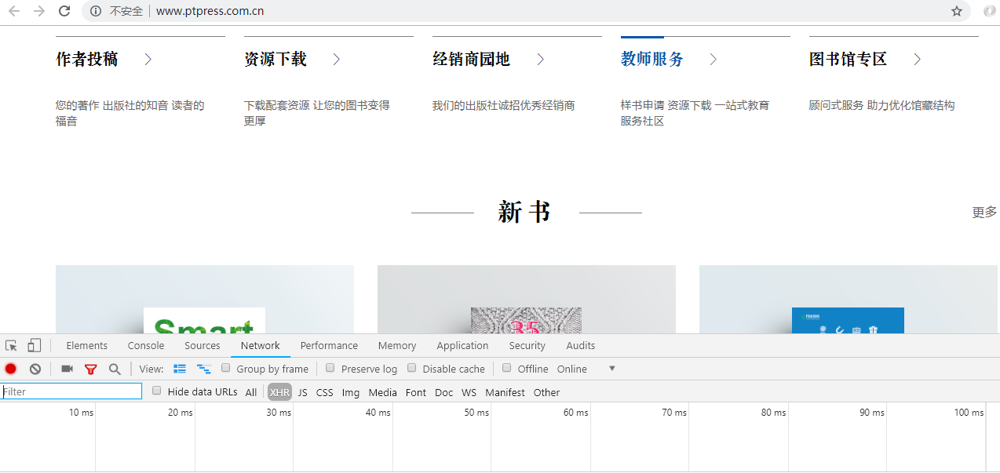 不安全 www.ptpress.com.cn
作者投稿 资源下载 经销商园地 教师服务 图书馆专区
您的著作 出版社的知音 读者的 下载配套资源 让您的图书变得 我们的出版社诚招优秀经销商 样书申请 资源下载 一站式教育 顾问式服务 助力优化馆藏结构
福音 更厚 服务社区
新书 更多
Smart 35
Elements Console Sources Network Performance Memory Application Security Audits
View: Group by frame Preserve log Disable cache Offline Online
Filter Hide data URLs All XHR JS CSS Img Media Font Doc WS Manifest Other
10 ms 20 ms 30 ms 40 ms 50 ms 60 ms 70 ms 80 ms 90 ms 100 ms